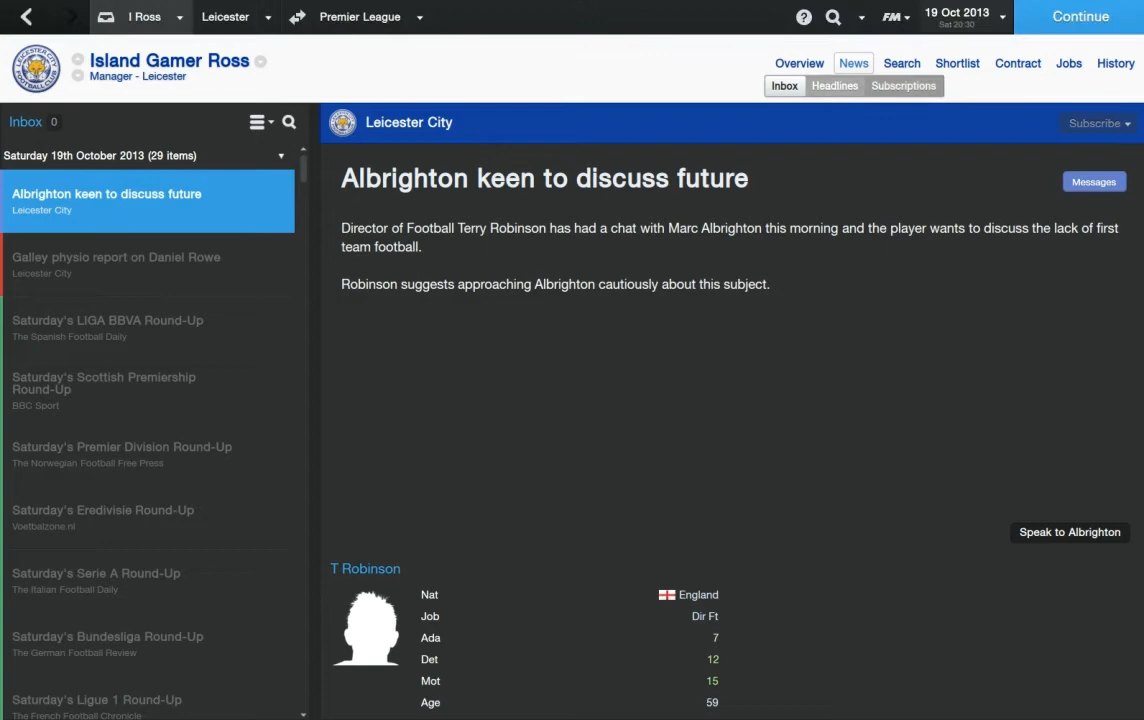 I Ross
Leicester
Premier League
FM
19 Oct 2013
Sat 20:30
Continue
Island Gamer Ross
Manager - Leicester
Overview
News
Search
Shortlist
Contract
Jobs
History
Inbox
Headlines
Subscriptions
Inbox 0
Saturday 19th October 2013 (29 items)
Albrighton keen to discuss future
Leicester City
Galley physio report on Daniel Rowe
Leicester City
Saturday's LIGA BBVA Round-Up
The Spanish Football Daily
Saturday's Scottish Premiership
Round-Up
BBC Sport
Saturday's Premier Division Round-Up
The Norwegian Football Free Press
Saturday's Eredivisie Round-Up
Voetbalzone.nl
Saturday's Serie A Round-Up
The Italian Football Daily
Saturday's Bundesliga Round-Up
The German Football Review
Saturday's Ligue 1 Round-Up
The French Football Chronicle
Leicester City
Subscribe
Albrighton keen to discuss future
Messages
Director of Football Terry Robinson has had a chat with Marc Albrighton this morning and the player wants to discuss the lack of first
team football.
Robinson suggests approaching Albrighton cautiously about this subject.
Speak to Albrighton
T Robinson
Nat England
Job Dir Ft
Ada 7
Det 12
Mot 15
Age 59